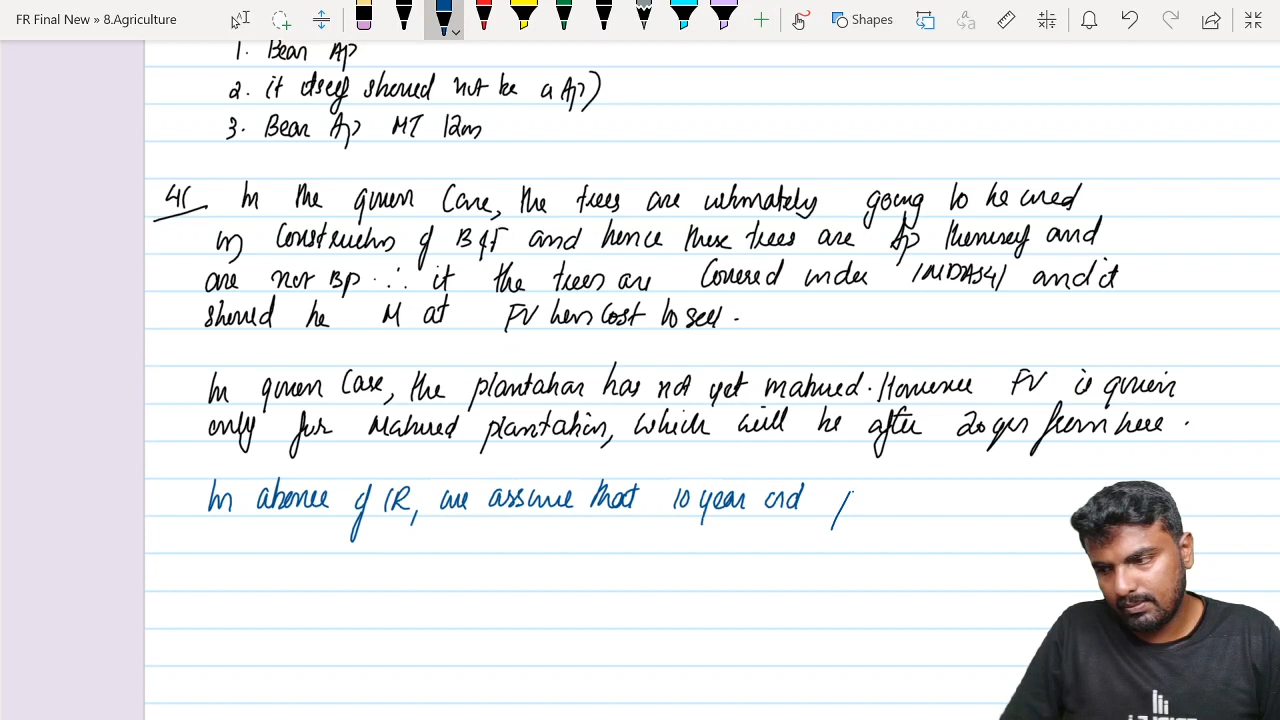 FR Final New » 8.Agriculture
Shapes
1. Bear Ap
2. it itself should not be a Ap)
3. Bear Ap MT 12m
In the given Case, the trees are ultimately going to be used
in Construction of B&F and hence these trees are Ap themself and
are not BP ∴ it the trees are Covered under INDAS41 and it
should be M at FV less Cost to sell.
In given Case, the plantation has not yet matured. However FV is given
only for Matured plantation, which will be after 20 yrs from here.
In absence of IR, we assume that 10 year old